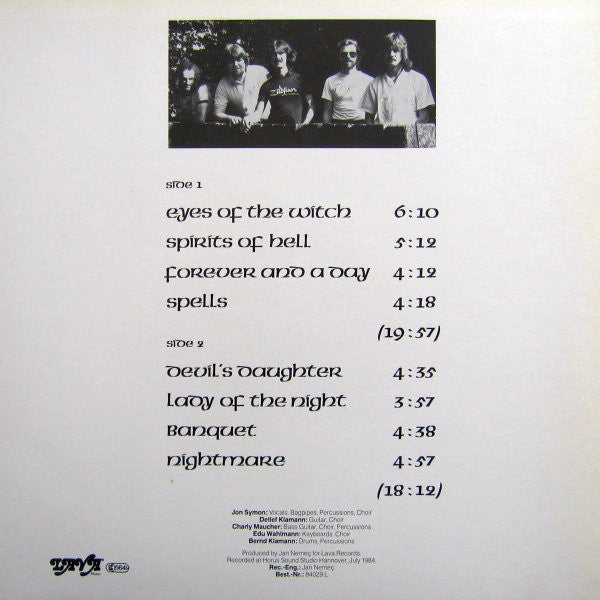 Zildjian
side 1
eyes of the witch 6:10
spirits of hell 5:12
forever and a day 4:12
spells 4:18
(19:57)
side 2
devil's daughter 4:35
lady of the night 3:57
Banquet 4:38
nightmare 4:57
(18:12)
Jon Symon: Vocals, Bagpipes, Percussions, Choir
Detlef Klamann: Guitar, Choir
Charly Maucher: Bass Guitar, Choir, Percussions
Edu Wahlmann: Keyboards, Choir
Bernd Klamann: Drums, Percussions
Produced by Jan Nemeç for Lava Records.
Recorded at Horus Sound Studio Hannover, July 1984.
Rec.-Eng.: Jan Nemeç
Best.-Nr.: 84029 L
LAVA